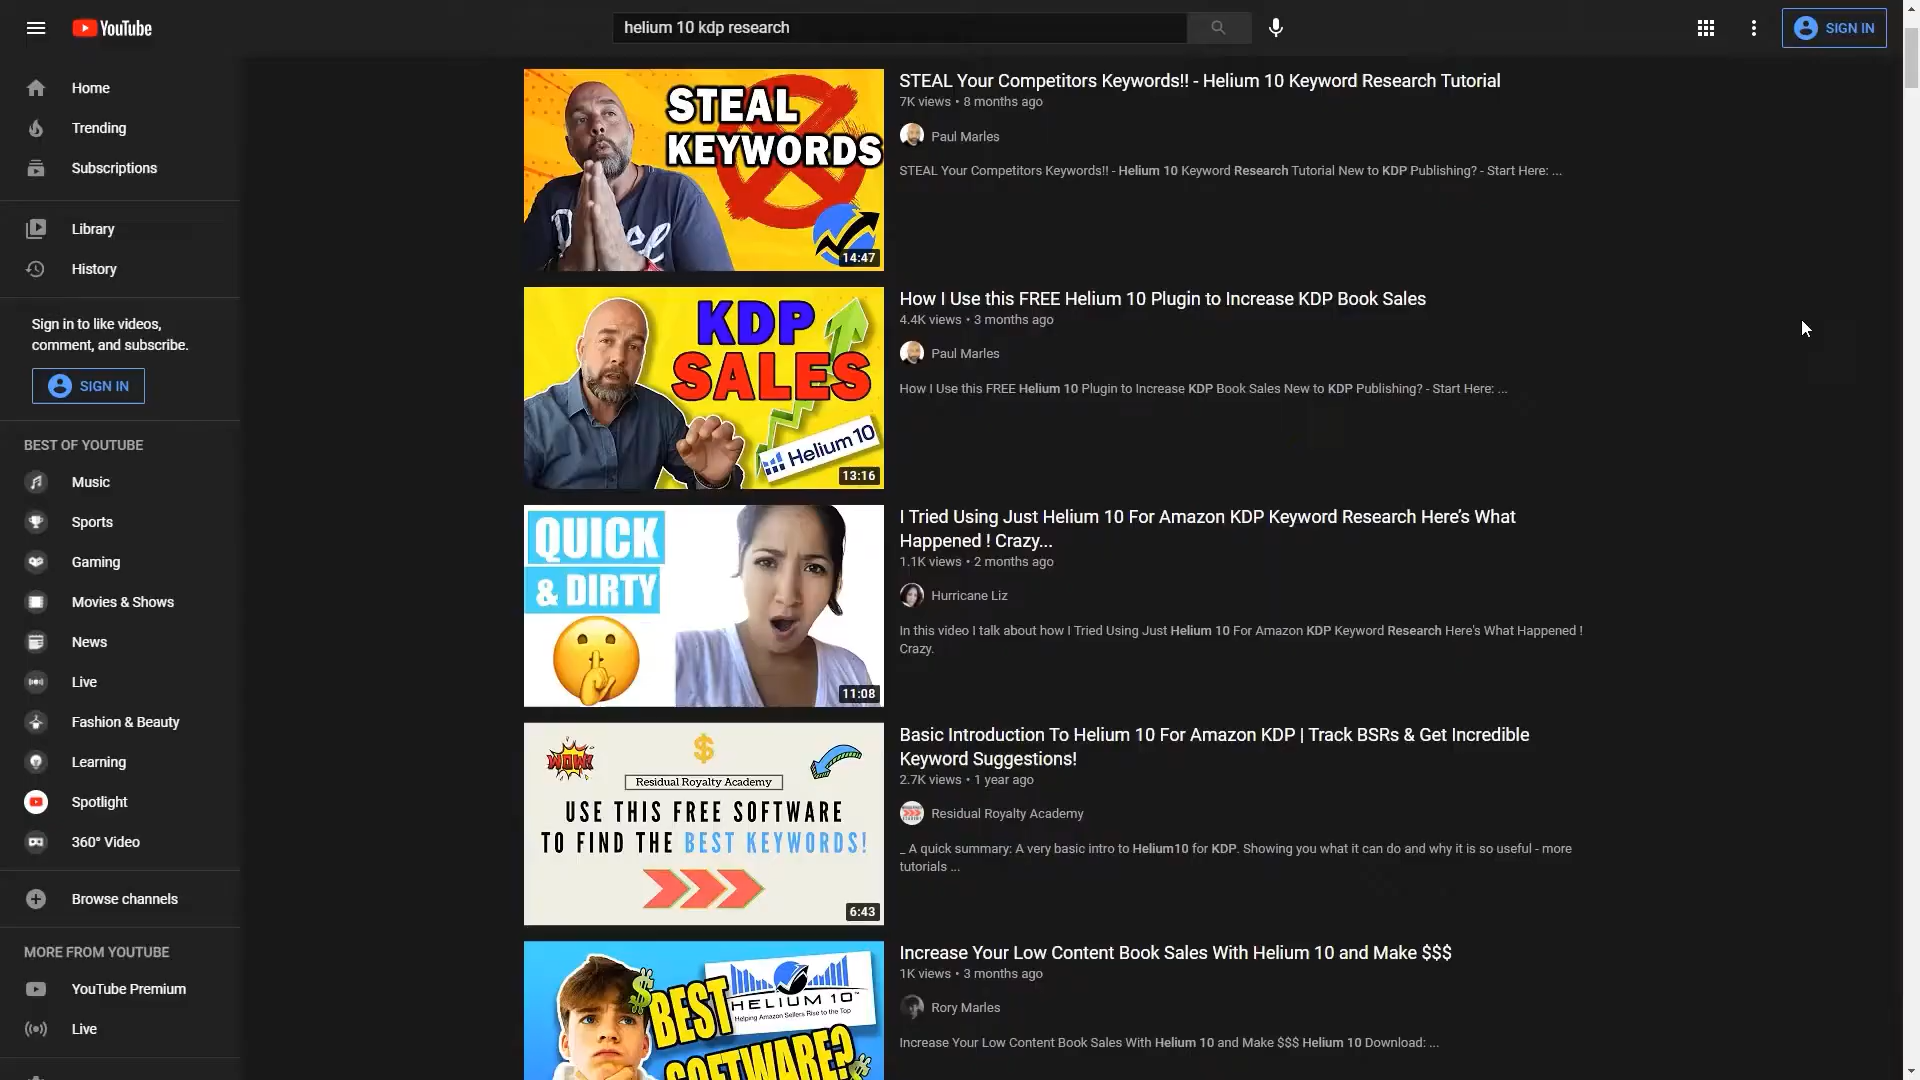 YouTube
helium 10 kdp research
SIGN IN
Home
Trending
Subscriptions
Library
History
Sign in to like videos,
comment, and subscribe.
SIGN IN
BEST OF YOUTUBE
Music
Sports
Gaming
Movies & Shows
News
Live
Fashion & Beauty
Learning
Spotlight
360° Video
Browse channels
MORE FROM YOUTUBE
YouTube Premium
Live
STEAL
KEYWORDS
14:47
STEAL Your Competitors Keywords!! - Helium 10 Keyword Research Tutorial
7K views • 8 months ago
Paul Marles
STEAL Your Competitors Keywords!! - Helium 10 Keyword Research Tutorial New to KDP Publishing? - Start Here: ...
KDP
SALES
Helium 10
13:16
How I Use this FREE Helium 10 Plugin to Increase KDP Book Sales
4.4K views • 3 months ago
Paul Marles
How I Use this FREE Helium 10 Plugin to Increase KDP Book Sales New to KDP Publishing? - Start Here: ...
QUICK
& DIRTY
11:08
I Tried Using Just Helium 10 For Amazon KDP Keyword Research Here's What
Happened ! Crazy...
1.1K views • 2 months ago
Hurricane Liz
In this video I talk about how I Tried Using Just Helium 10 For Amazon KDP Keyword Research Here's What Happened !
Crazy.
WOW!
$
Residual Royalty Academy
USE THIS FREE SOFTWARE
TO FIND THE BEST KEYWORDS!
6:43
Basic Introduction To Helium 10 For Amazon KDP | Track BSRs & Get Incredible
Keyword Suggestions!
2.7K views • 1 year ago
Residual Royalty Academy
_ A quick summary: A very basic intro to Helium10 for KDP. Showing you what it can do and why it is so useful - more
tutorials ...
HELIUM 10™
Helping Amazon Sellers Rise to the Top
$
BEST
SOFTWARE?
$
Increase Your Low Content Book Sales With Helium 10 and Make $$$
1K views • 3 months ago
Rory Marles
Increase Your Low Content Book Sales With Helium 10 and Make $$$ Helium 10 Download: ...